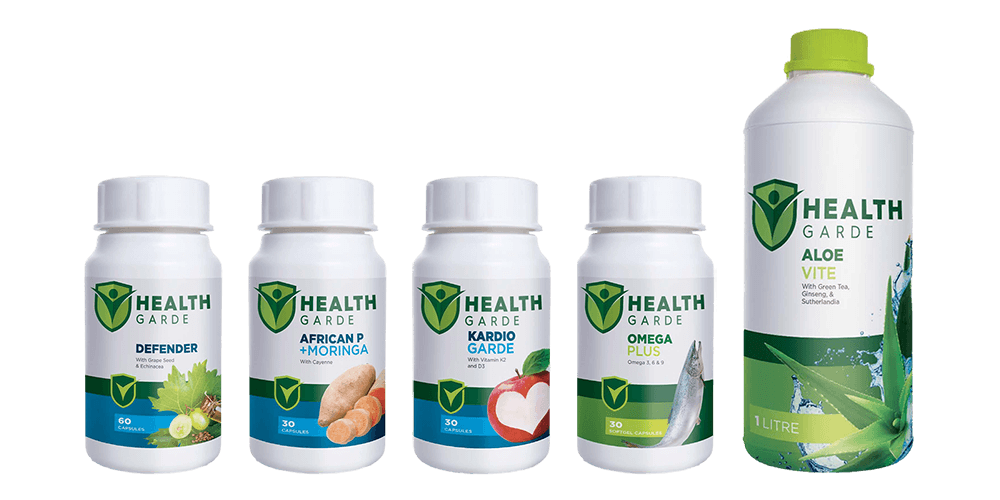 HEALTH
GARDE
DEFENDER
With Grape Seed
& Echinacea
60
CAPSULES
HEALTH
GARDE
AFRICAN P
+MORINGA
With Cayenne
30
CAPSULES
HEALTH
GARDE
KARDIO
GARDE
With Vitamin K2
and D3
30
CAPSULES
HEALTH
GARDE
OMEGA
PLUS
Omega 3, 6 & 9
30
SOFTGEL CAPSULES
HEALTH
GARDE
ALOE
VITE
With Green Tea,
Ginseng, &
Sutherlandia
1 LITRE